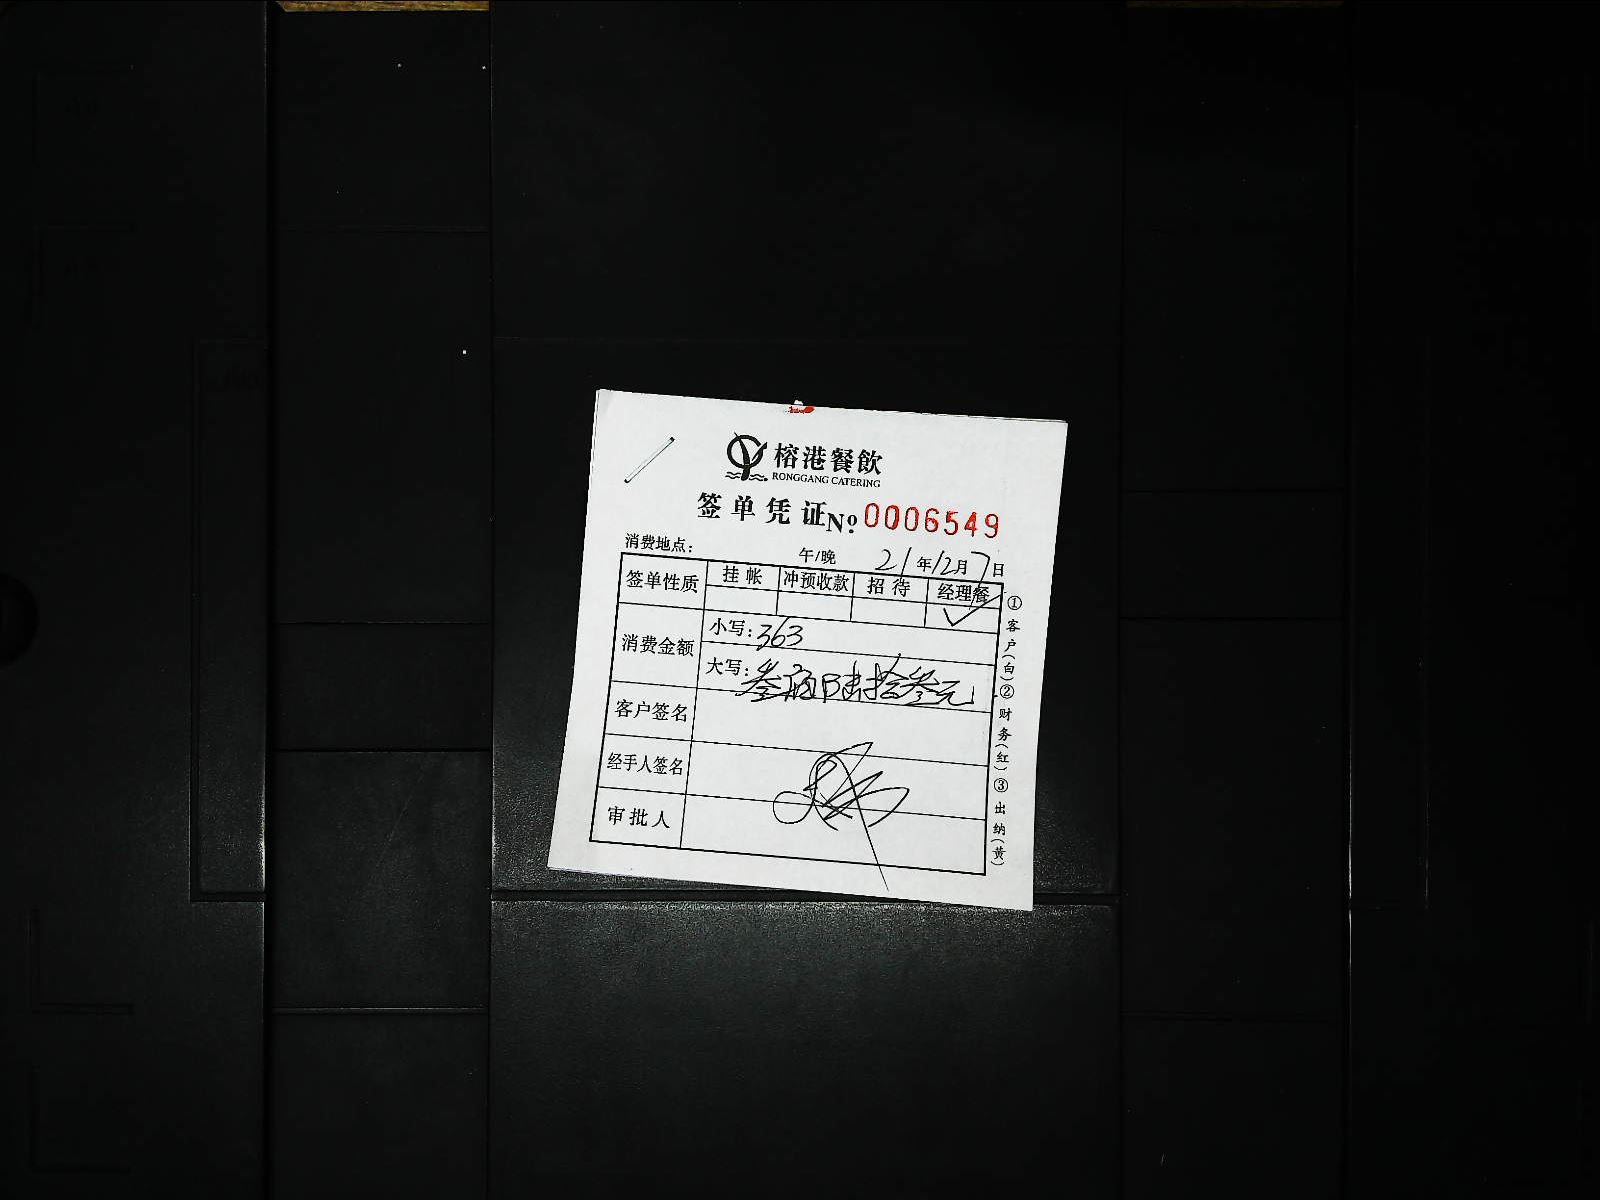 榕港餐飲
RONGGANG CATERING
签单凭证№ 0006549
消费地点： 午/晚 21年12月7日
签单性质 挂帐 冲预收款 招待 经理餐
✓
消费金额 小写：363
大写：叁佰陆拾叁元
客户签名
经手人签名
审批人
①客户（白）②财务（红）③出纳（黄）